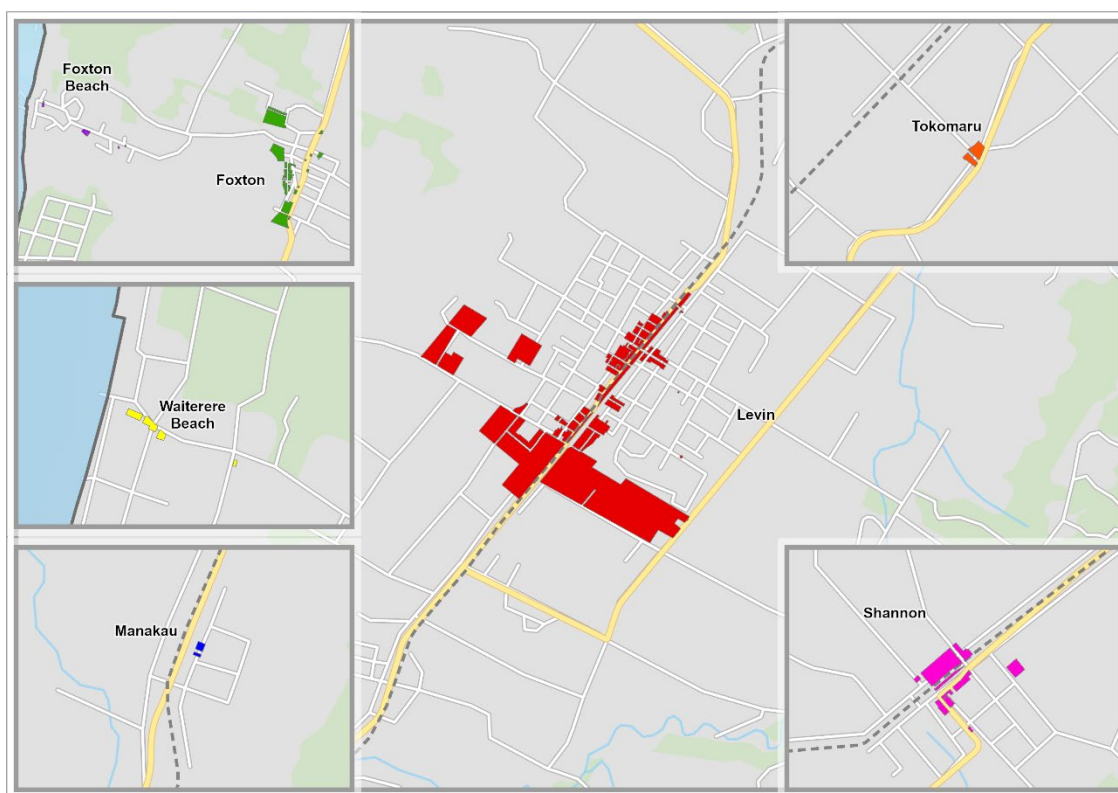 Foxton
Beach
Foxton
Tokomaru
Waiterere
Beach
Levin
Manakau
Shannon